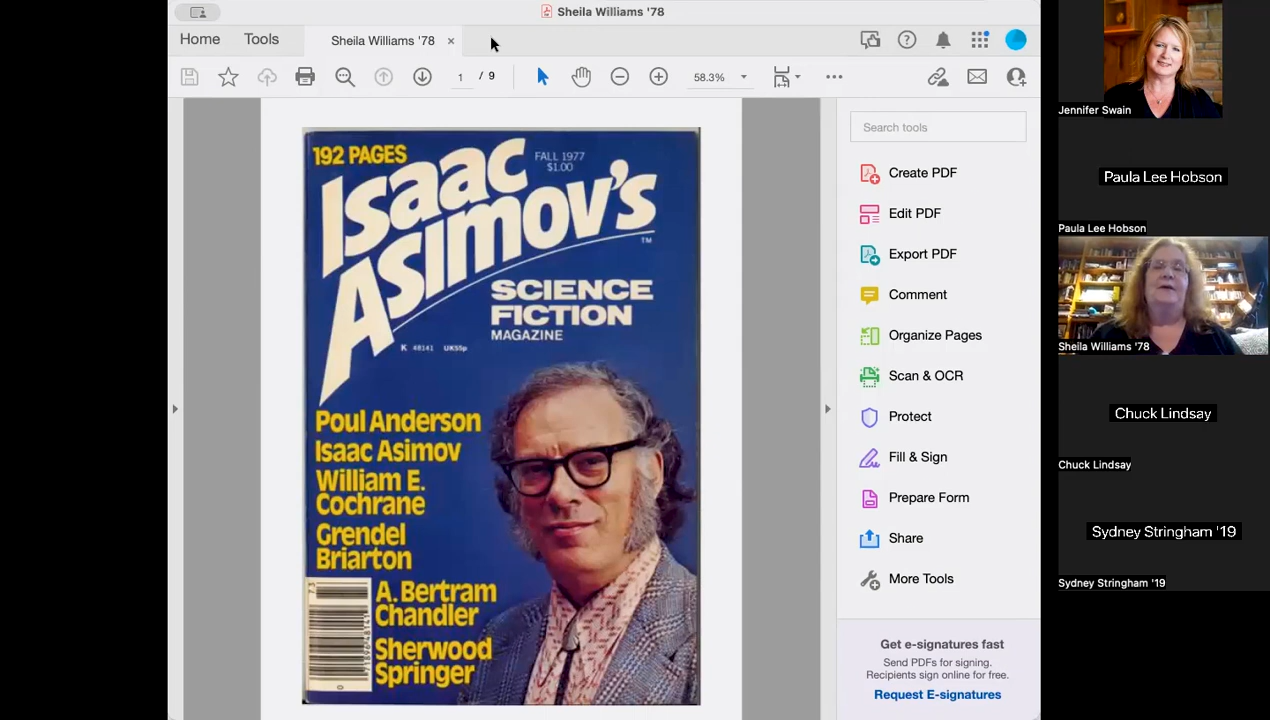 Sheila Williams '78
Home
Tools
Sheila Williams '78
1 / 9
58.3%
192 PAGES
FALL 1977
$1.00
Isaac
Asimov's
TM
SCIENCE
FICTION
MAGAZINE
K 48141 UK55p
Poul Anderson
Isaac Asimov
William E.
Cochrane
Grendel
Briarton
A. Bertram
Chandler
Sherwood
Springer
Search tools
Create PDF
Edit PDF
Export PDF
Comment
Organize Pages
Scan & OCR
Protect
Fill & Sign
Prepare Form
Share
More Tools
Get e-signatures fast
Send PDFs for signing.
Recipients sign online for free.
Request E-signatures
Jennifer Swain
Paula Lee Hobson
Paula Lee Hobson
Sheila Williams '78
Chuck Lindsay
Chuck Lindsay
Sydney Stringham '19
Sydney Stringham '19